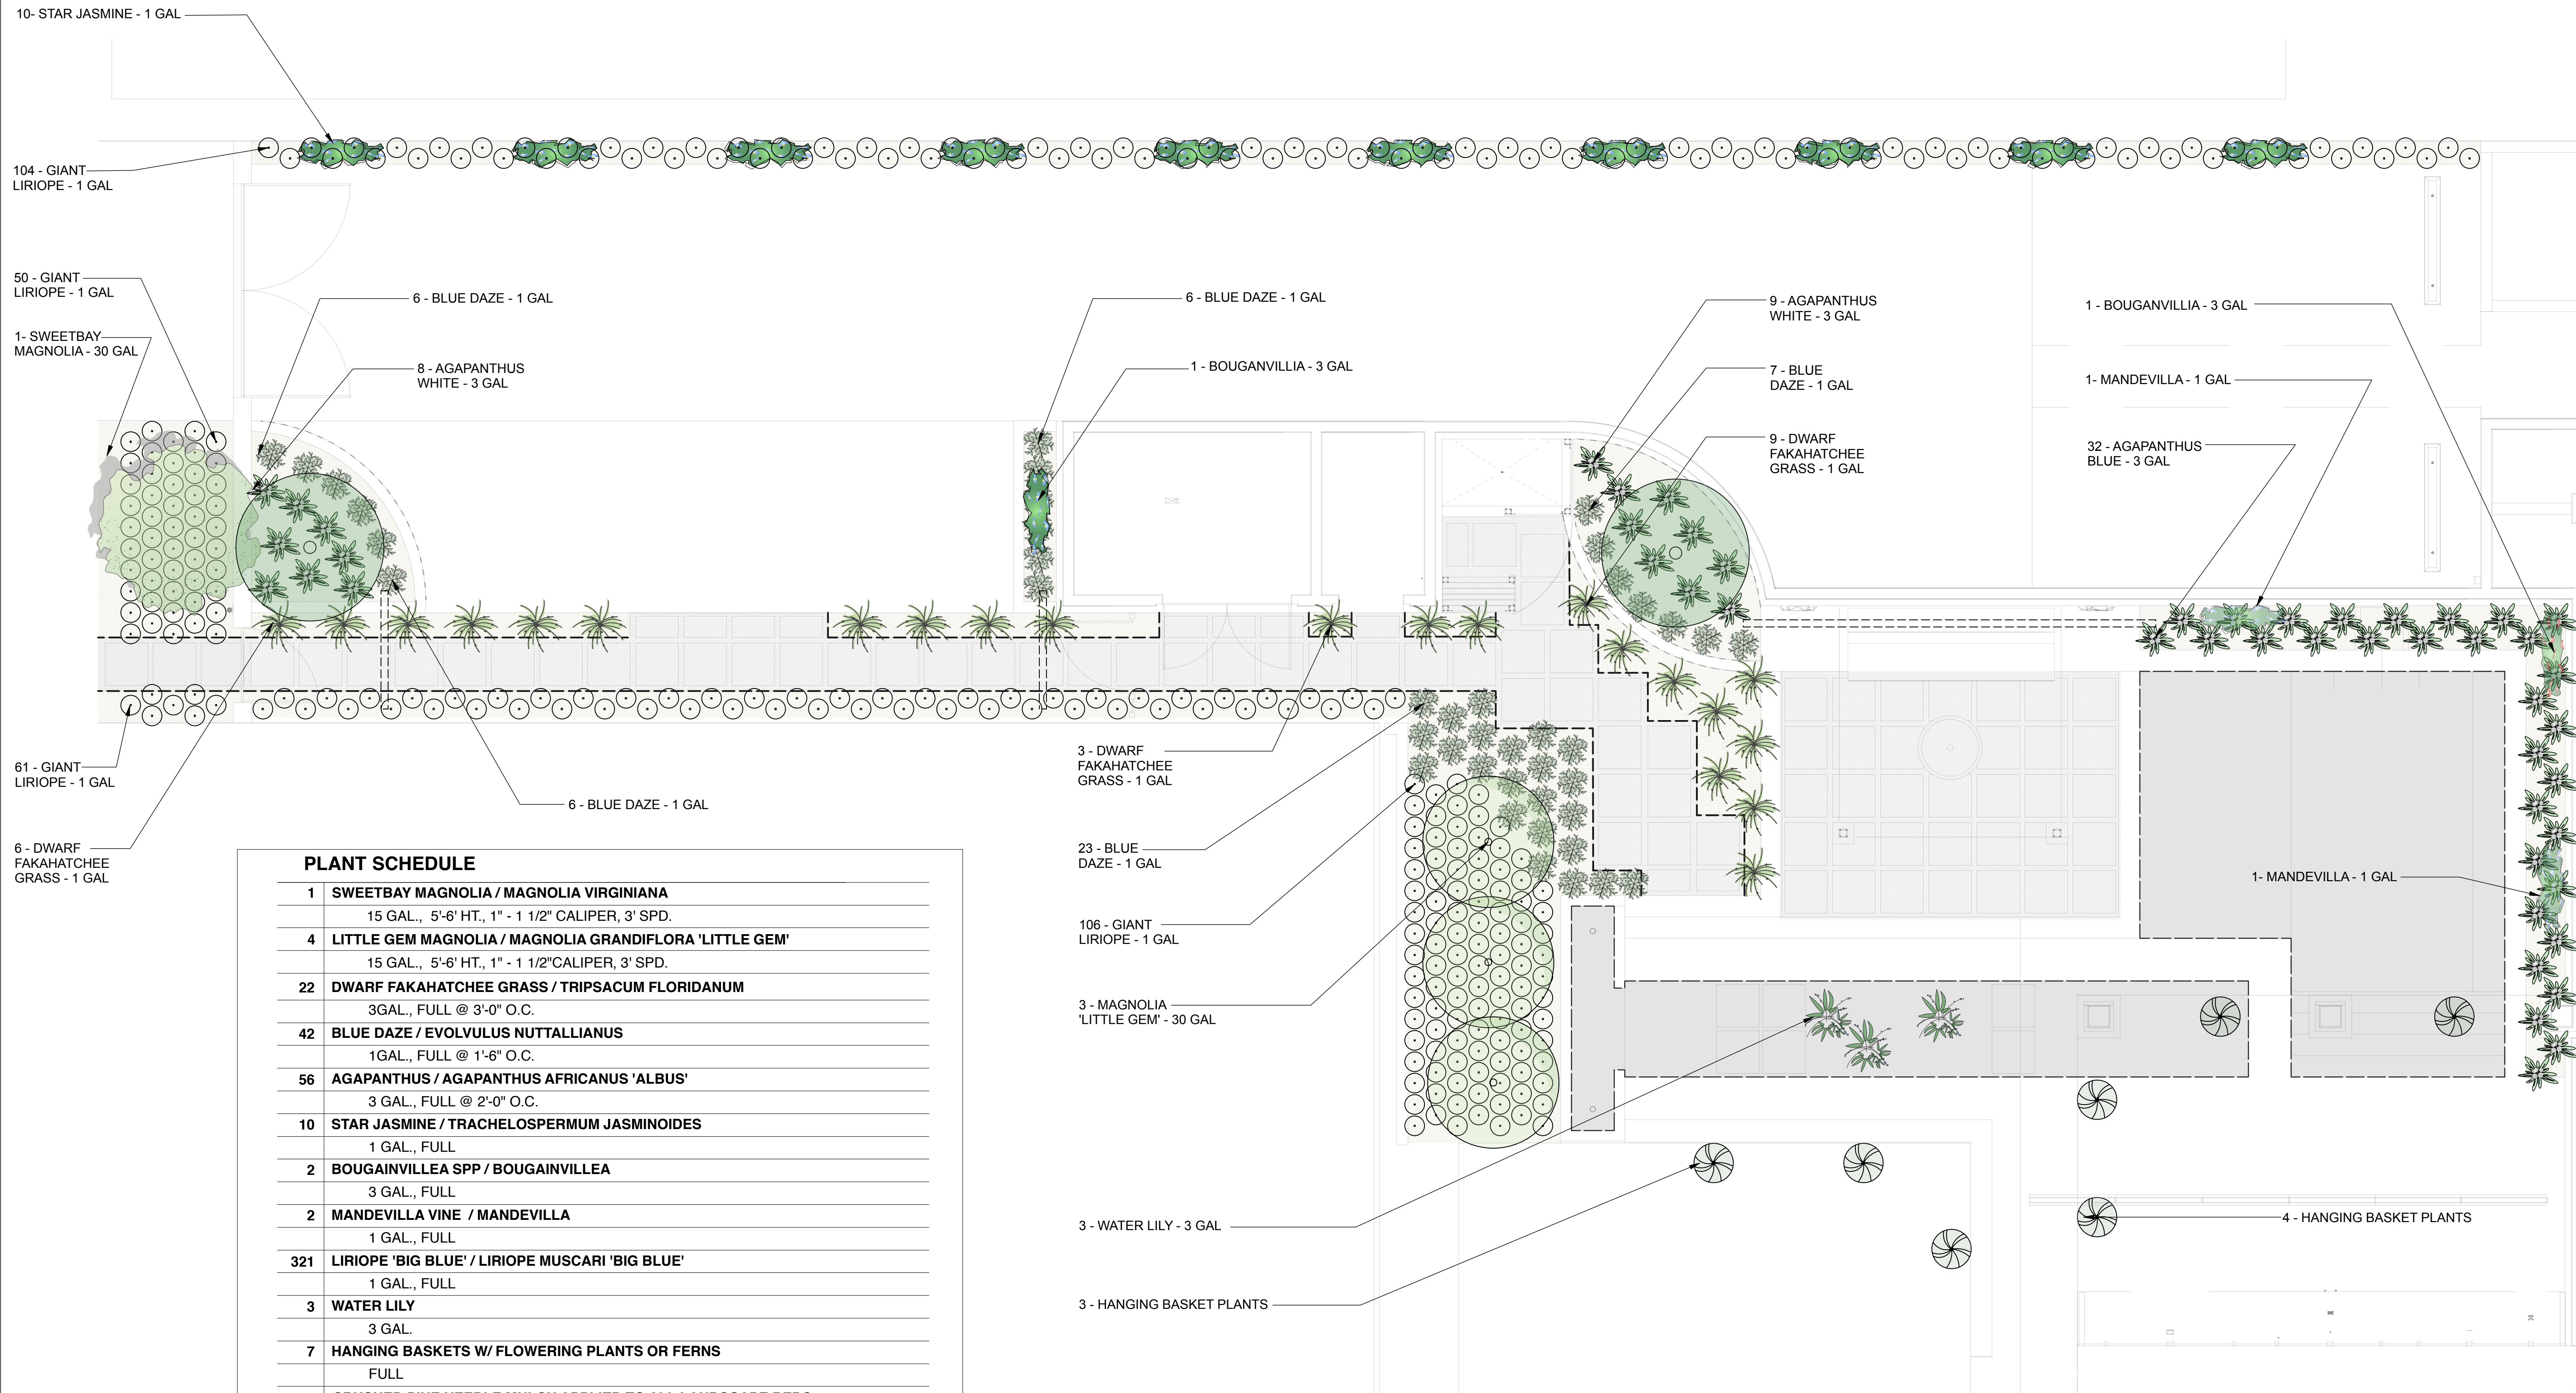 10- STAR JASMINE - 1 GAL
104 - GIANT
LIRIOPE - 1 GAL
50 - GIANT
LIRIOPE - 1 GAL
1- SWEETBAY
MAGNOLIA - 30 GAL
6 - BLUE DAZE - 1 GAL
8 - AGAPANTHUS
WHITE - 3 GAL
6 - BLUE DAZE - 1 GAL
1 - BOUGANVILLIA - 3 GAL
9 - AGAPANTHUS
WHITE - 3 GAL
7 - BLUE
DAZE - 1 GAL
9 - DWARF
FAKAHATCHEE
GRASS - 1 GAL
1 - BOUGANVILLIA - 3 GAL
1- MANDEVILLA - 1 GAL
32 - AGAPANTHUS
BLUE - 3 GAL
61 - GIANT
LIRIOPE - 1 GAL
6 - DWARF
FAKAHATCHEE
GRASS - 1 GAL
6 - BLUE DAZE - 1 GAL
3 - DWARF
FAKAHATCHEE
GRASS - 1 GAL
23 - BLUE
DAZE - 1 GAL
106 - GIANT
LIRIOPE - 1 GAL
3 - MAGNOLIA
'LITTLE GEM' - 30 GAL
3 - WATER LILY - 3 GAL
3 - HANGING BASKET PLANTS
1- MANDEVILLA - 1 GAL
4 - HANGING BASKET PLANTS
PLANT SCHEDULE
1 SWEETBAY MAGNOLIA / MAGNOLIA VIRGINIANA
15 GAL., 5'-6' HT., 1" - 1 1/2" CALIPER, 3' SPD.
4 LITTLE GEM MAGNOLIA / MAGNOLIA GRANDIFLORA 'LITTLE GEM'
15 GAL., 5'-6' HT., 1" - 1 1/2"CALIPER, 3' SPD.
22 DWARF FAKAHATCHEE GRASS / TRIPSACUM FLORIDANUM
3GAL., FULL @ 3'-0" O.C.
42 BLUE DAZE / EVOLVULUS NUTTALLIANUS
1GAL., FULL @ 1'-6" O.C.
56 AGAPANTHUS / AGAPANTHUS AFRICANUS 'ALBUS'
3 GAL., FULL @ 2'-0" O.C.
10 STAR JASMINE / TRACHELOSPERMUM JASMINOIDES
1 GAL., FULL
2 BOUGAINVILLEA SPP / BOUGAINVILLEA
3 GAL., FULL
2 MANDEVILLA VINE / MANDEVILLA
1 GAL., FULL
321 LIRIOPE 'BIG BLUE' / LIRIOPE MUSCARI 'BIG BLUE'
1 GAL., FULL
3 WATER LILY
3 GAL.
7 HANGING BASKETS W/ FLOWERING PLANTS OR FERNS
FULL